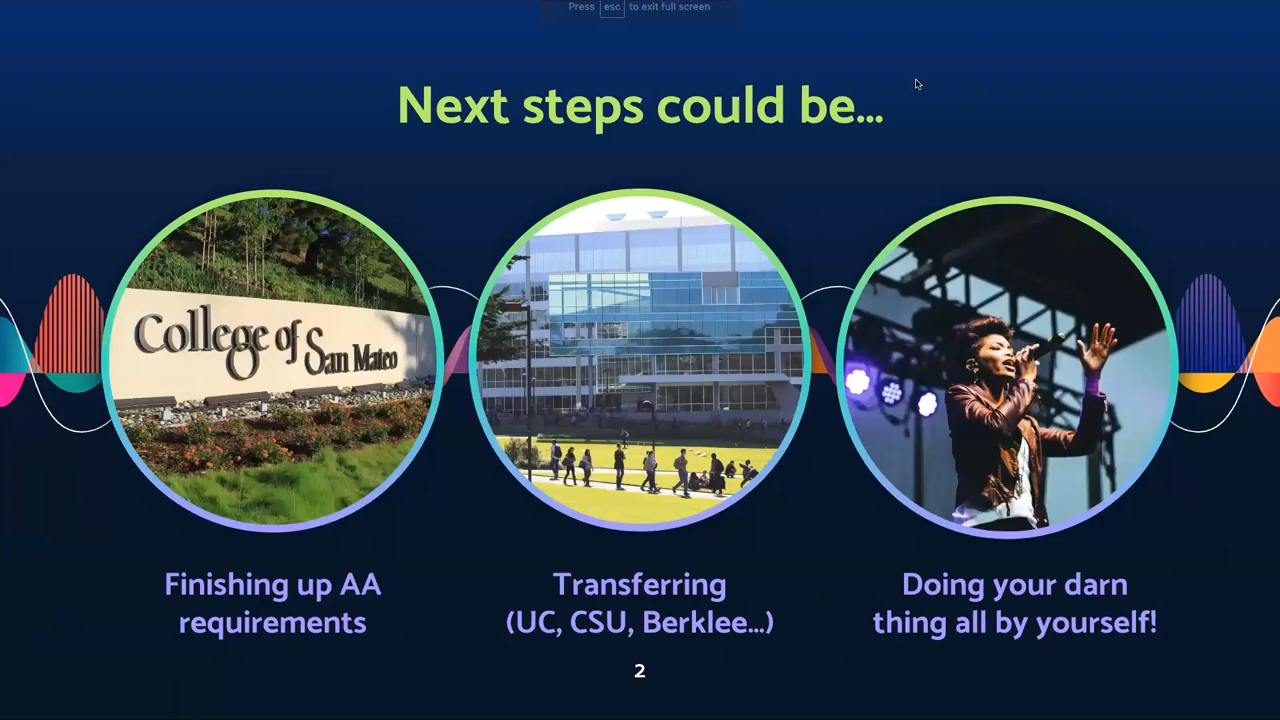 Press esc to exit full screen
Next steps could be...
College of San Mateo
Finishing up AA
requirements
Transferring
(UC, CSU, Berklee...)
Doing your darn
thing all by yourself!
2